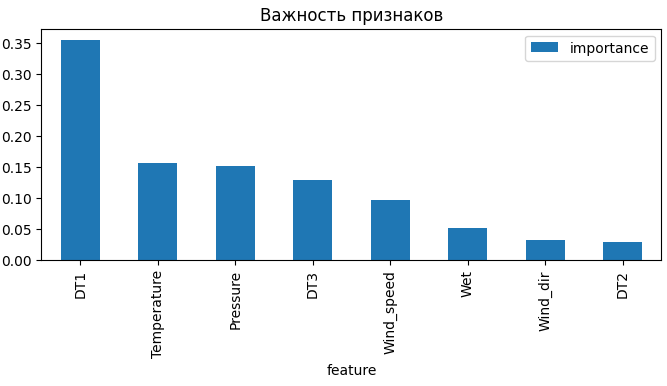 Важность признаков
importance
0.35
0.30
0.25
0.20
0.15
0.10
0.05
0.00
DT1
Temperature
Pressure
DT3
Wind_speed
Wet
Wind_dir
DT2
feature